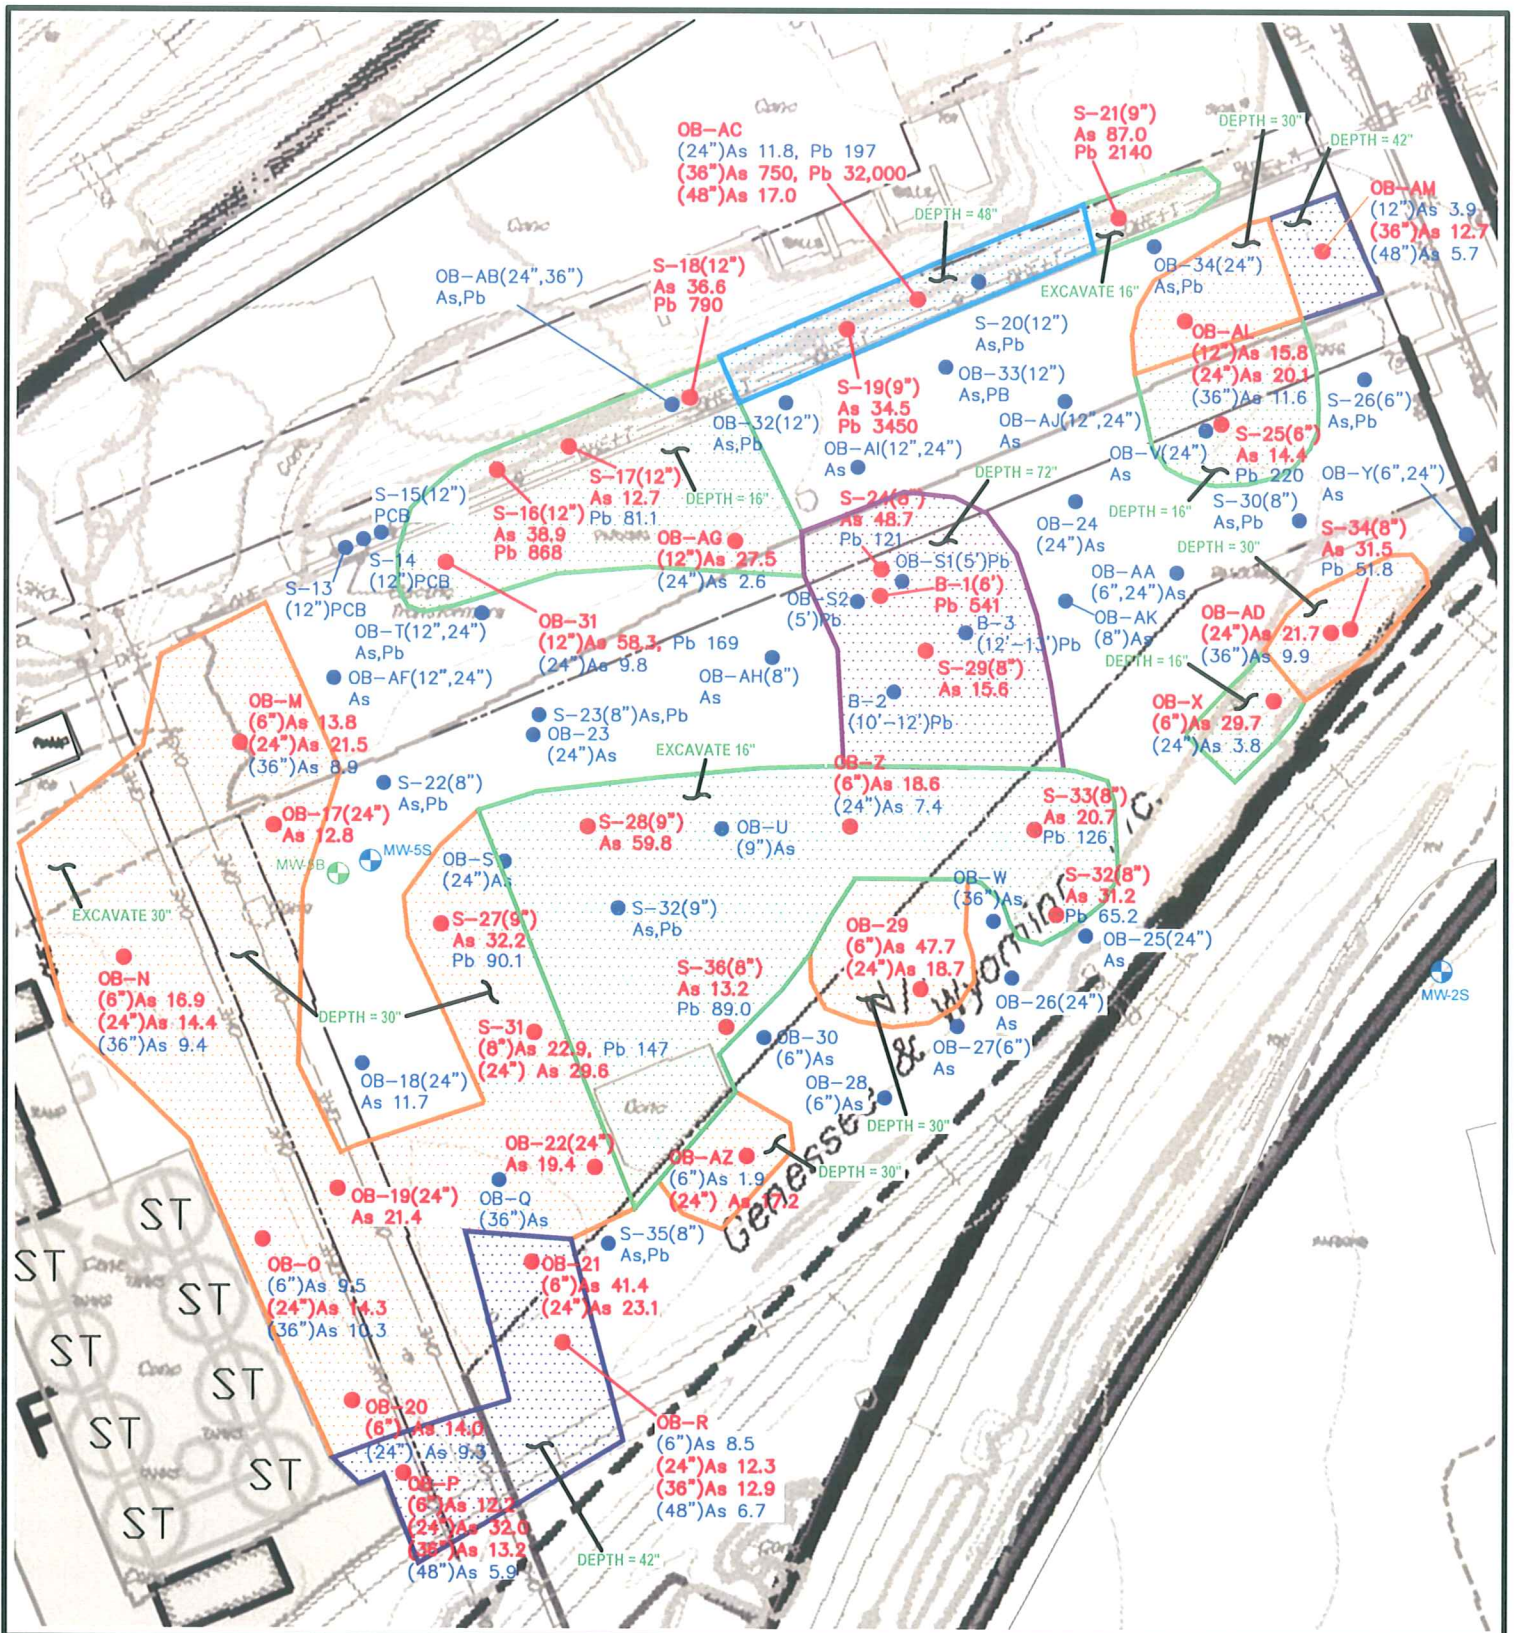 S-21(9")
As 87.0
Pb 2140
DEPTH = 30"
DEPTH = 42"
OB-AC
(24")As 11.8, Pb 197
(36")As 750, Pb 32,000
(48")As 17.0
OB-AM
(12")As 3.9
(36")As 12.7
(48")As 5.7
DEPTH = 48"
OB-34(24")
As,Pb
EXCAVATE 16"
OB-AB(24",36")
As,Pb
S-18(12")
As 36.6
Pb 790
S-20(12")
As,Pb
OB-AL
(12")As 15.8
(24")As 20.1
(36")As 11.6
OB-33(12")
As,PB
S-19(9")
As 34.5
Pb 3450
S-26(6")
As,Pb
OB-32(12")
As,Pb
OB-AJ(12",24")
As
S-25(6")
As 14.4
Pb 220
OB-AI(12",24")
As
OB-V(24")
As
DEPTH = 72"
OB-Y(6",24")
As
S-17(12")
As 12.7
Pb 81.1
DEPTH = 16"
S-15(12")
PCB
S-16(12")
As 38.9
Pb 868
S-24(8")
As 48.7
Pb 121
OB-24
(24")As
DEPTH = 16"
S-30(8")
As,Pb
S-34(8")
As 31.5
Pb 51.8
S-14
(12")PCB
OB-AG
(12")As 27.5
(24")As 2.6
DEPTH = 30"
S-13
(12")PCB
OB-S1(5')Pb
B-1(6')
Pb 541
OB-AA
(6",24")As
OB-S2
(5')Pb
OB-AK
(8")As
OB-AD
(24")As 21.7
(36")As 9.9
OB-T(12",24")
As,Pb
OB-31
(12")As 58.3, Pb 169
(24")As 9.8
B-3
(12'-13')Pb
OB-AF(12",24")
As
OB-AH(8")
As
S-29(8")
As 15.6
DEPTH = 16"
OB-M
(6")As 13.8
(24")As 21.5
(36")As 8.9
B-2
(10'-12')Pb
OB-X
(6")As 29.7
(24")As 3.8
S-23(8")As,Pb
OB-23
(24")As
EXCAVATE 16"
S-22(8")
As,Pb
OB-Z
(6")As 18.6
(24")As 7.4
OB-17(24")
As 12.8
S-33(8")
As 20.7
Pb 126
S-28(9")
As 59.8
OB-U
(9")As
MW-5S
MW-5B
OB-S
(24")As
S-32(8")
As 31.2
Pb 65.2
OB-W
(36")As
EXCAVATE 30"
S-27(9")
As 32.2
Pb 90.1
S-32(9")
As,Pb
OB-29
(6")As 47.7
(24")As 18.7
OB-25(24")
As
OB-N
(6")As 16.9
(24")As 14.4
(36")As 9.4
S-36(8")
As 13.2
Pb 89.0
MW-2S
OB-26(24")
As
DEPTH = 30"
S-31
(8")As 22.9, Pb 147
(24") As 29.6
OB-30
(6")As
OB-27(6")
As
OB-18(24")
As 11.7
OB-28
(6")As
Conc
DEPTH = 30"
Genessee & Wyoming
OB-22(24")
As 19.4
OB-AZ
(6")As 1.9
(24") As 17.2
DEPTH = 30"
OB-19(24")
As 21.4
OB-Q
(36")As
ST
S-35(8")
As,Pb
ST
OB-O
(6")As 9.5
(24")As 14.3
(36")As 10.3
OB-21
(6")As 41.4
(24")As 23.1
ST
ST
ST
OB-20
(6") As 14.0
(24") As 9.3
OB-R
(6")As 8.5
(24")As 12.3
(36")As 12.9
(48")As 6.7
F
ST
ST
ST
OB-P
(6")As 12.2
(24")As 32.0
(36")As 13.2
(48")As 5.9
DEPTH = 42"